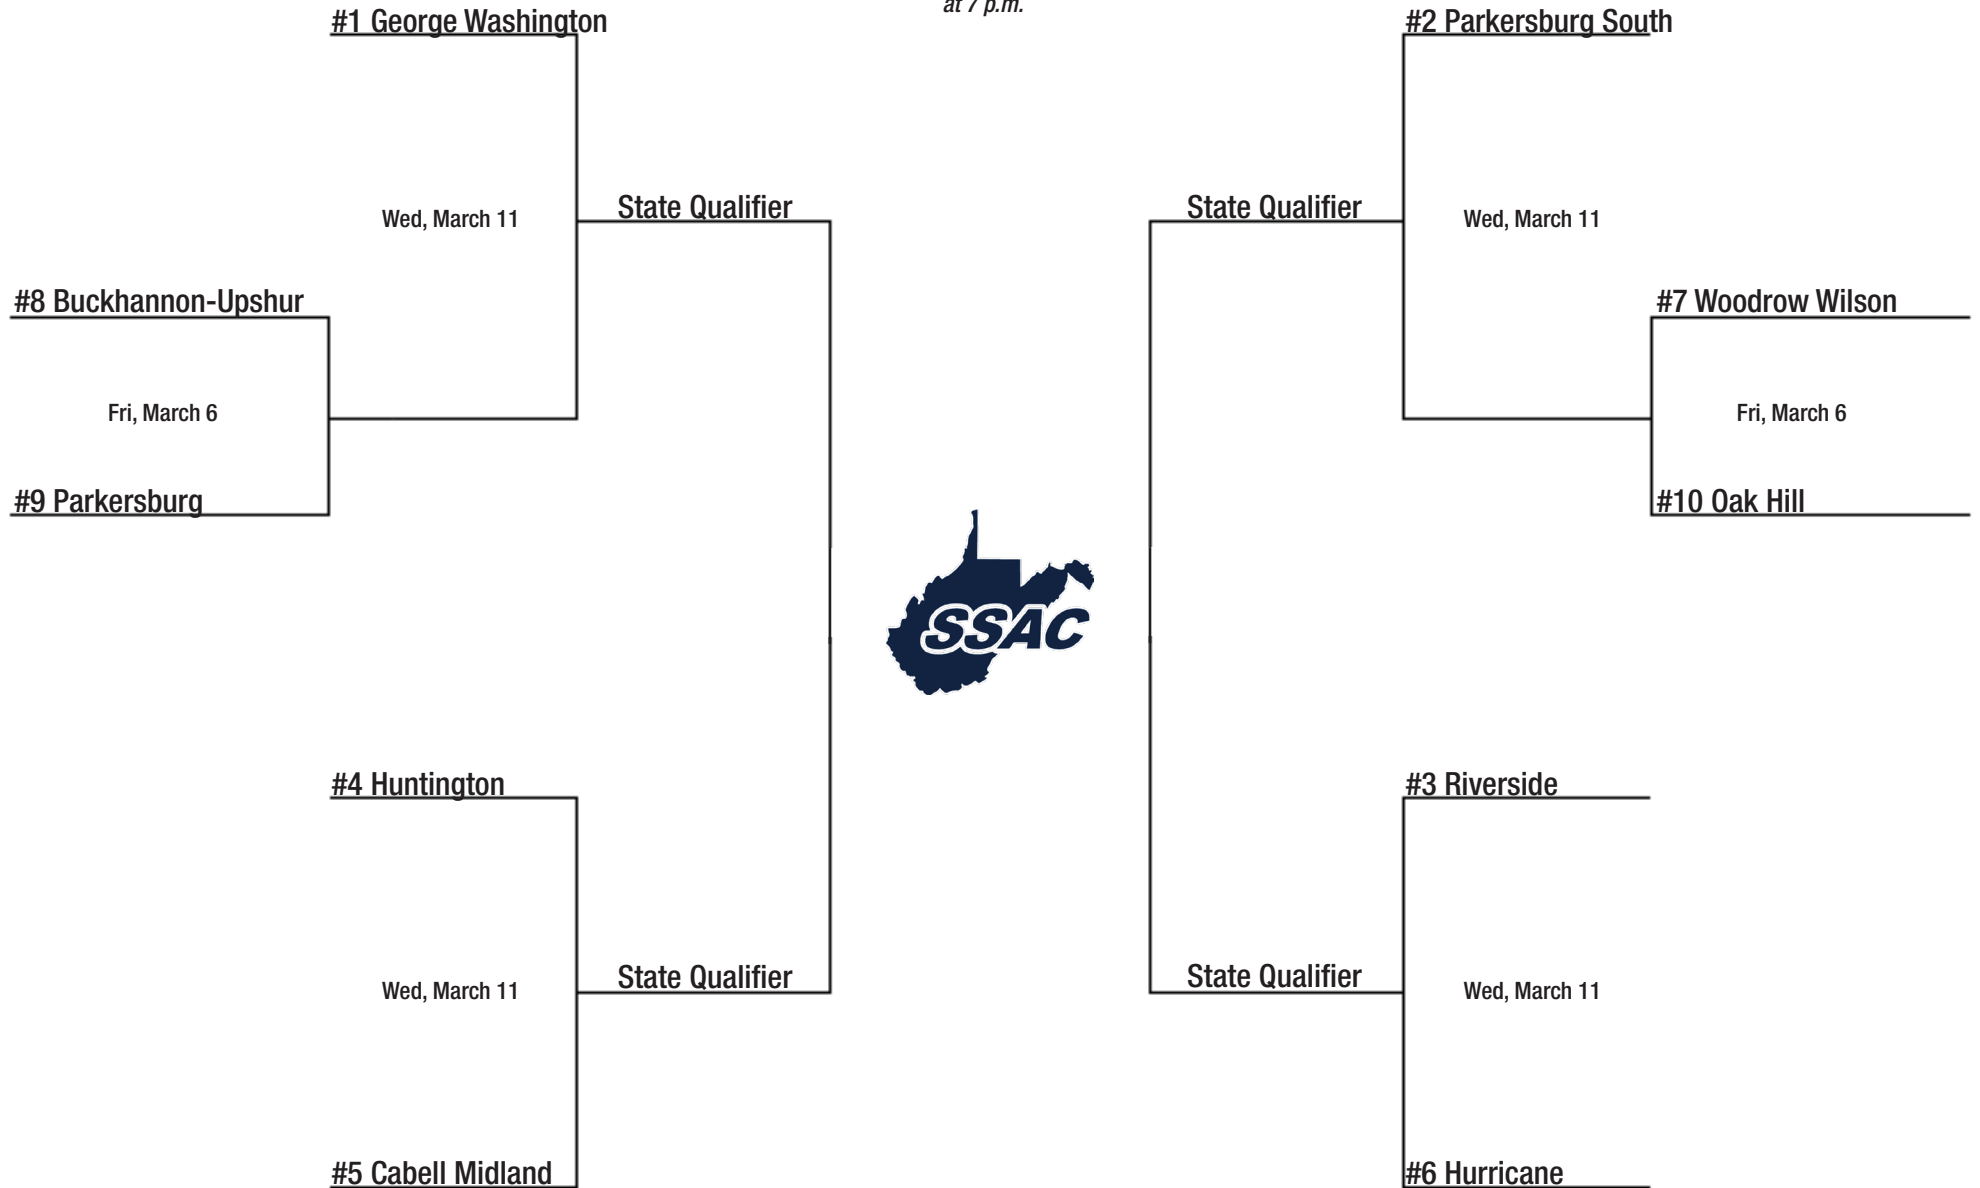 at 7 p.m.
#1 George Washington
#2 Parkersburg South
State Qualifier
State Qualifier
Wed, March 11
Wed, March 11
#8 Buckhannon-Upshur
#7 Woodrow Wilson
Fri, March 6
Fri, March 6
#9 Parkersburg
#10 Oak Hill
SSAC
#4 Huntington
#3 Riverside
State Qualifier
State Qualifier
Wed, March 11
Wed, March 11
#5 Cabell Midland
#6 Hurricane